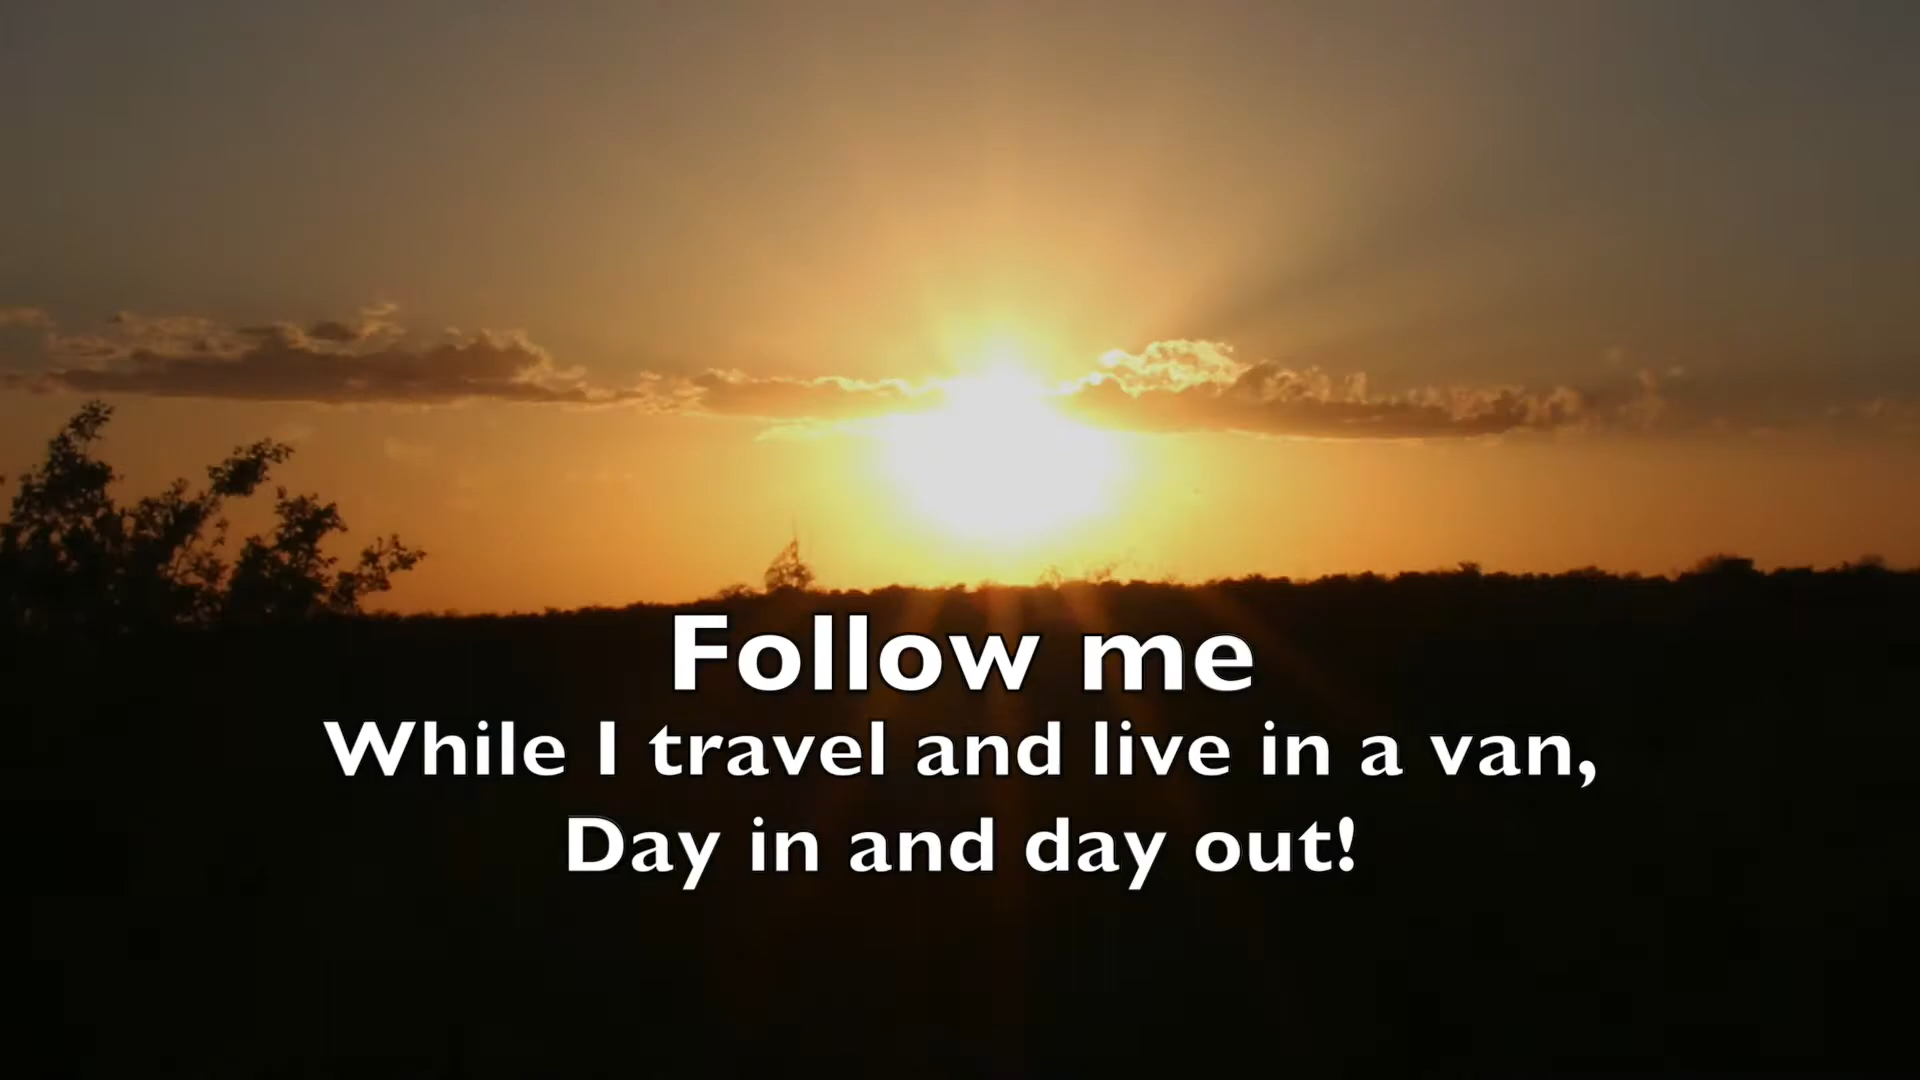 Follow me
While I travel and live in a van,
Day in and day out!